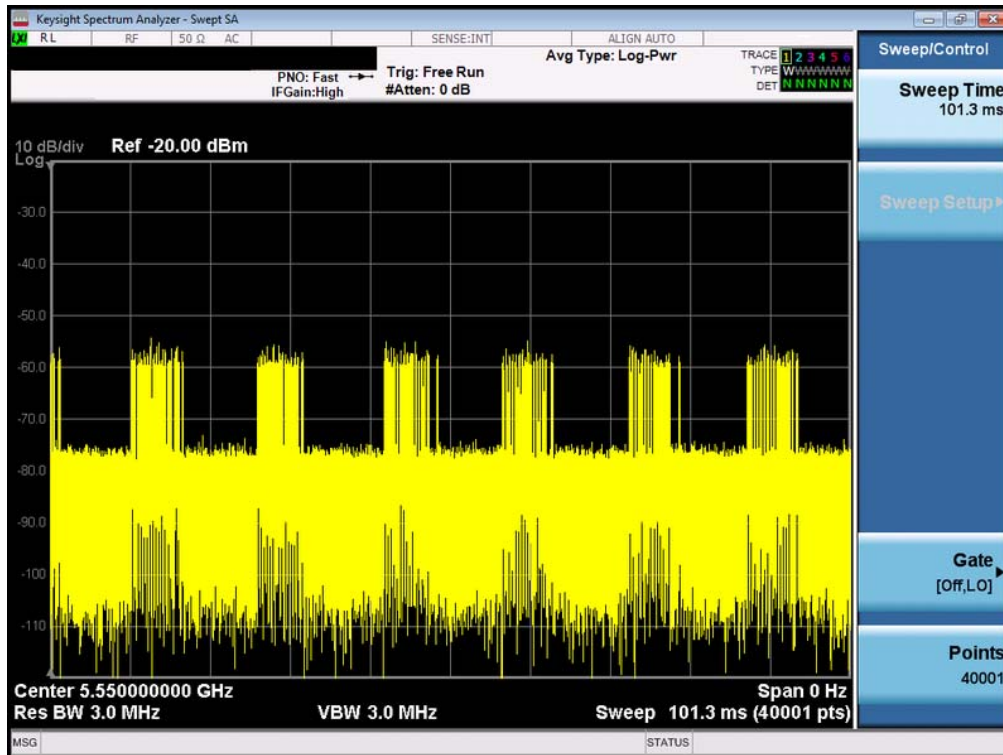 Keysight Spectrum Analyzer - Swept SA
LXI RL RF 50 Ω AC SENSE:INT ALIGN AUTO
Avg Type: Log-Pwr
TRACE 1 2 3 4 5 6
PNO: Fast Trig: Free Run
TYPE WWWWWW
IFGain:High #Atten: 0 dB
DET N N N N N N
10 dB/div Ref -20.00 dBm
Log
-30.0
-40.0
-50.0
-60.0
-70.0
-80.0
-90.0
-100
-110
Center 5.550000000 GHz Span 0 Hz
Res BW 3.0 MHz VBW 3.0 MHz Sweep 101.3 ms (40001 pts)
MSG STATUS
Sweep/Control
Sweep Time
101.3 ms
Sweep Setup
Gate
[Off,LO]
Points
40001